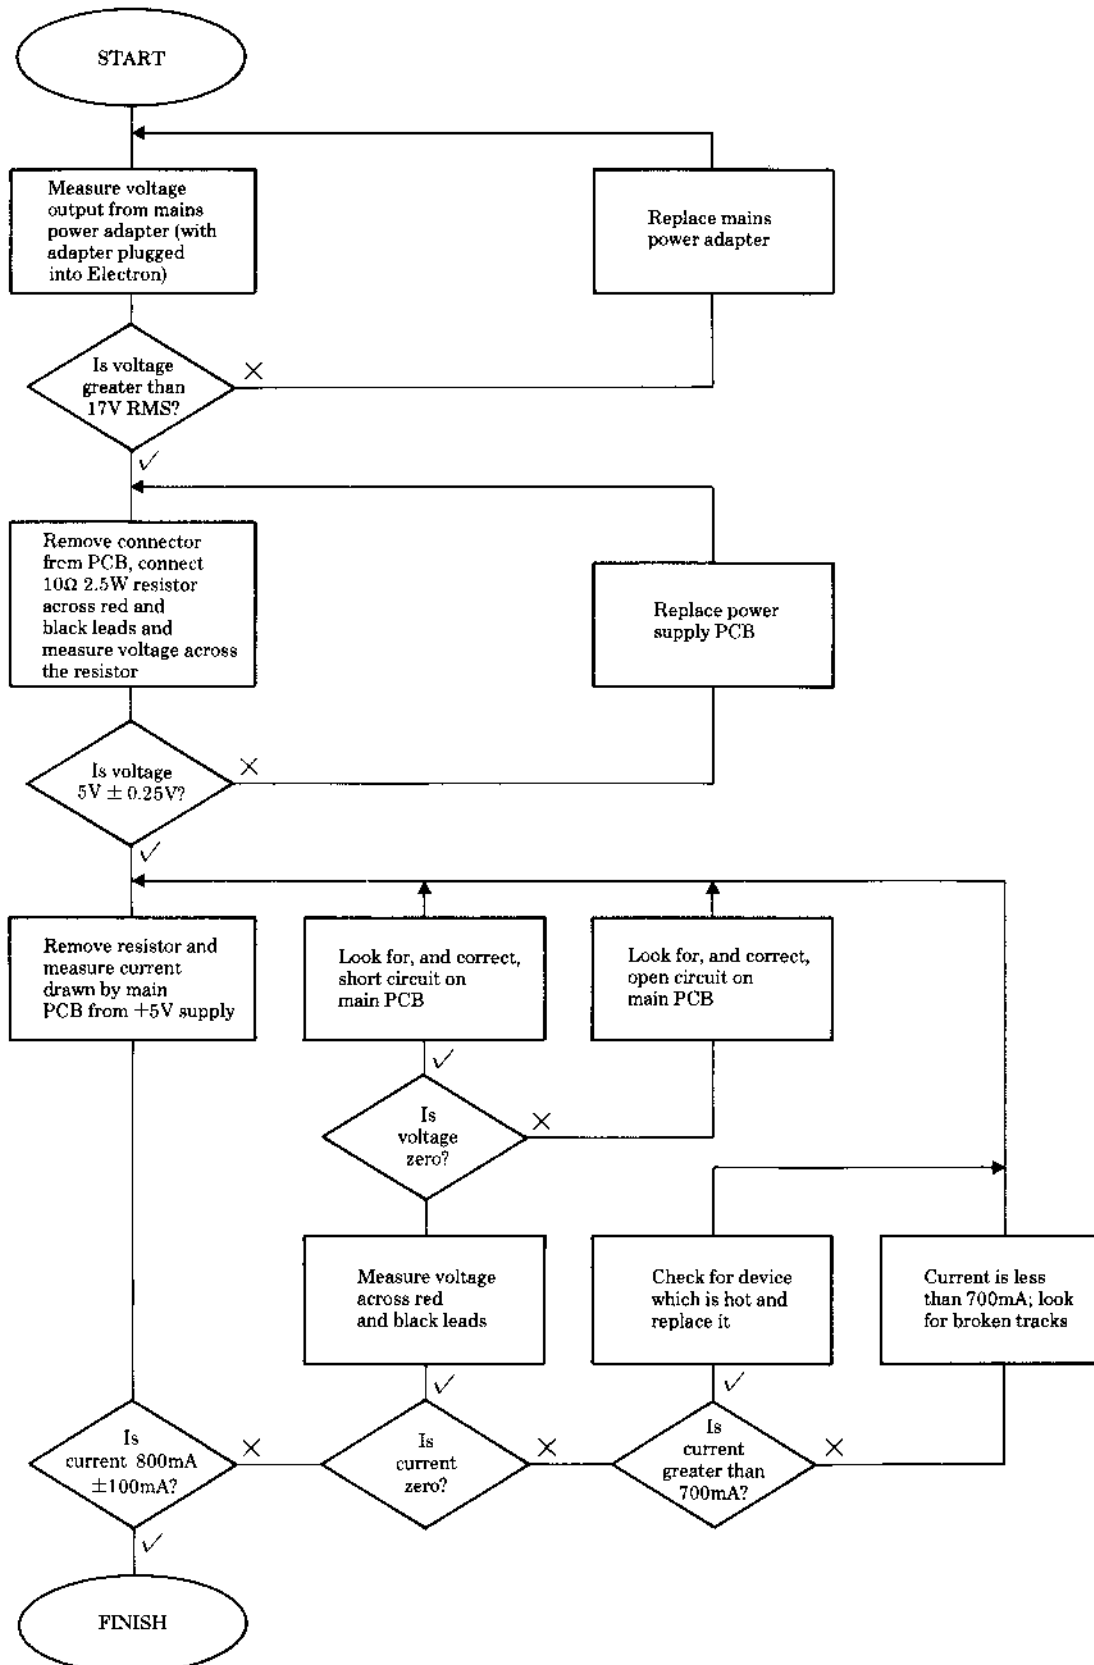 START
Measure voltage
output from mains
power adapter (with
adapter plugged
into Electron)
Replace mains
power adapter
Is voltage
greater than
17V RMS?
Remove connector
from PCB, connect
10Ω 2.5W resistor
across red and
black leads and
measure voltage across
the resistor
Replace power
supply PCB
Is voltage
5V ± 0.25V?
Remove resistor and
measure current
drawn by main
PCB from +5V supply
Look for, and correct,
short circuit on
main PCB
Look for, and correct,
open circuit on
main PCB
Is
voltage
zero?
Measure voltage
across red
and black leads
Check for device
which is hot and
replace it
Current is less
than 700mA; look
for broken tracks
Is
current 800mA
±100mA?
Is
current
zero?
Is
current
greater than
700mA?
FINISH